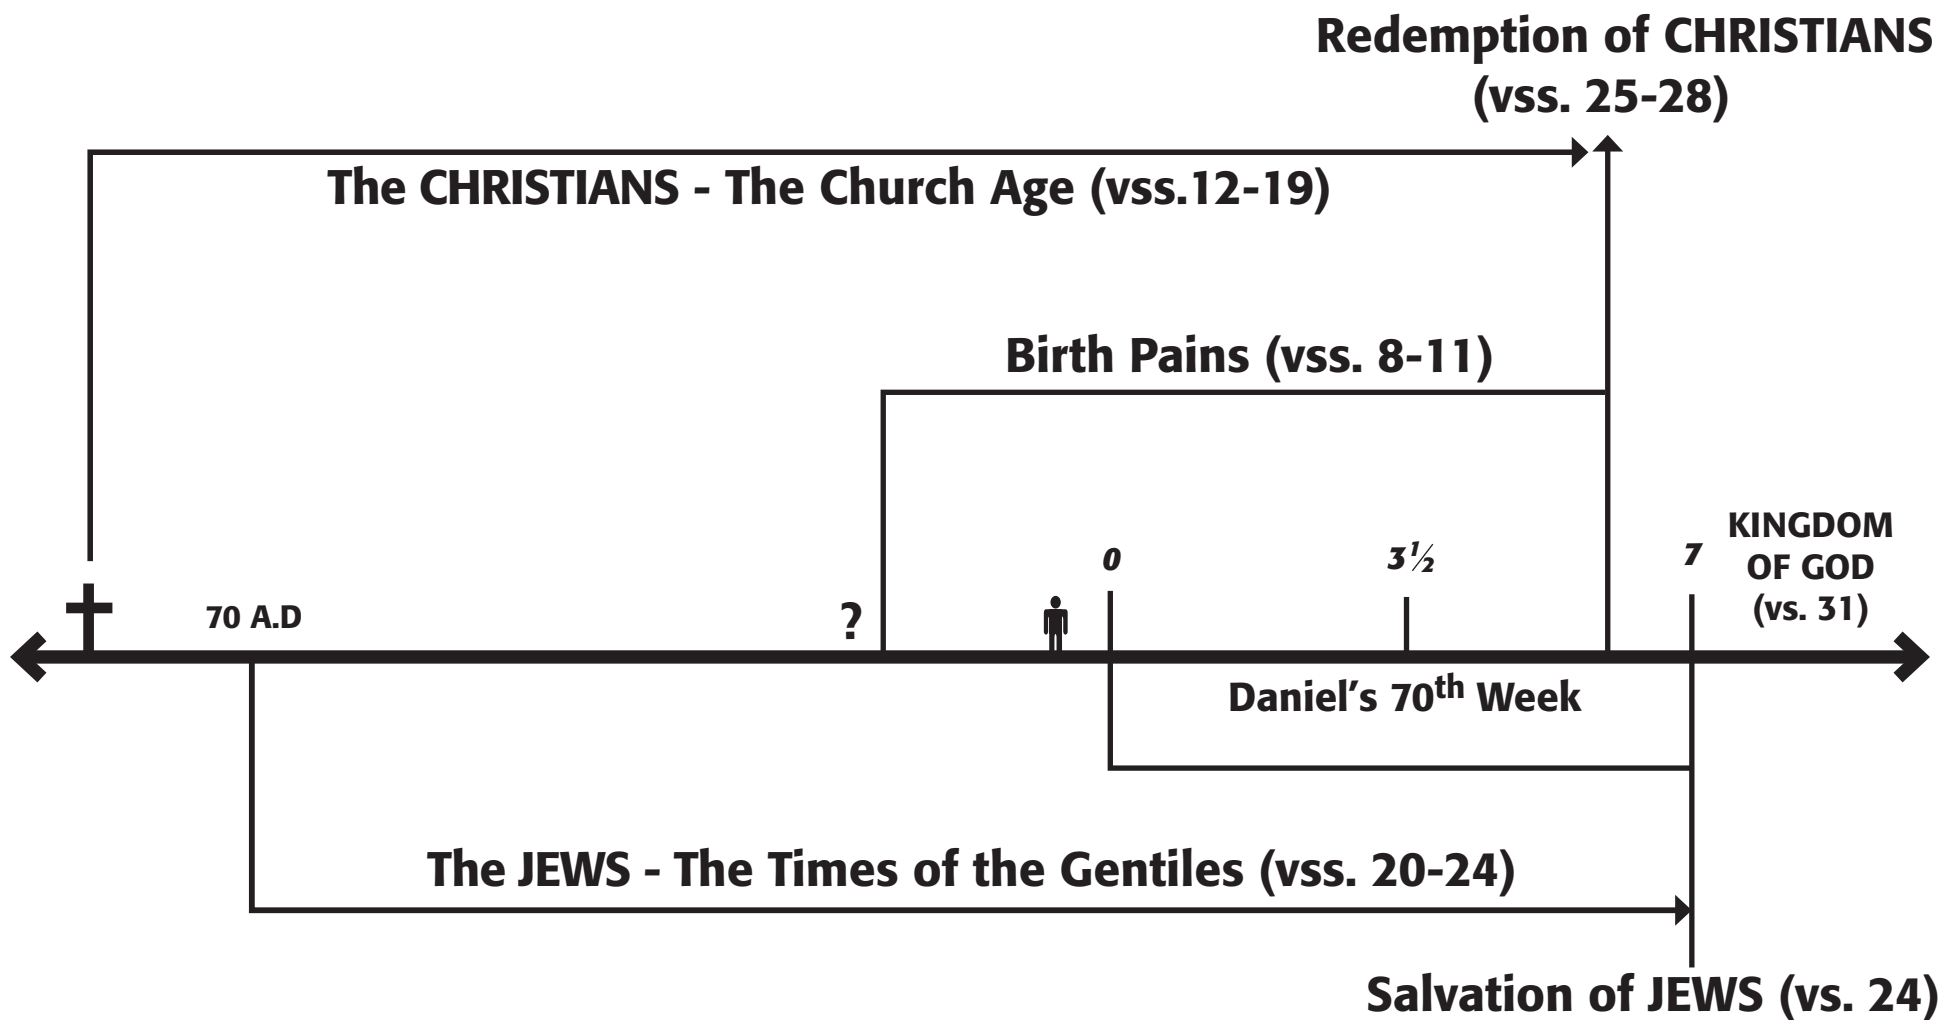 Redemption of CHRISTIANS
(vss. 25-28)
The CHRISTIANS - The Church Age (vss.12-19)
Birth Pains (vss. 8-11)
KINGDOM
OF GOD
(vs. 31)
0
3½
7
70 A.D
?
Daniel’s 70th Week
The JEWS - The Times of the Gentiles (vss. 20-24)
Salvation of JEWS (vs. 24)